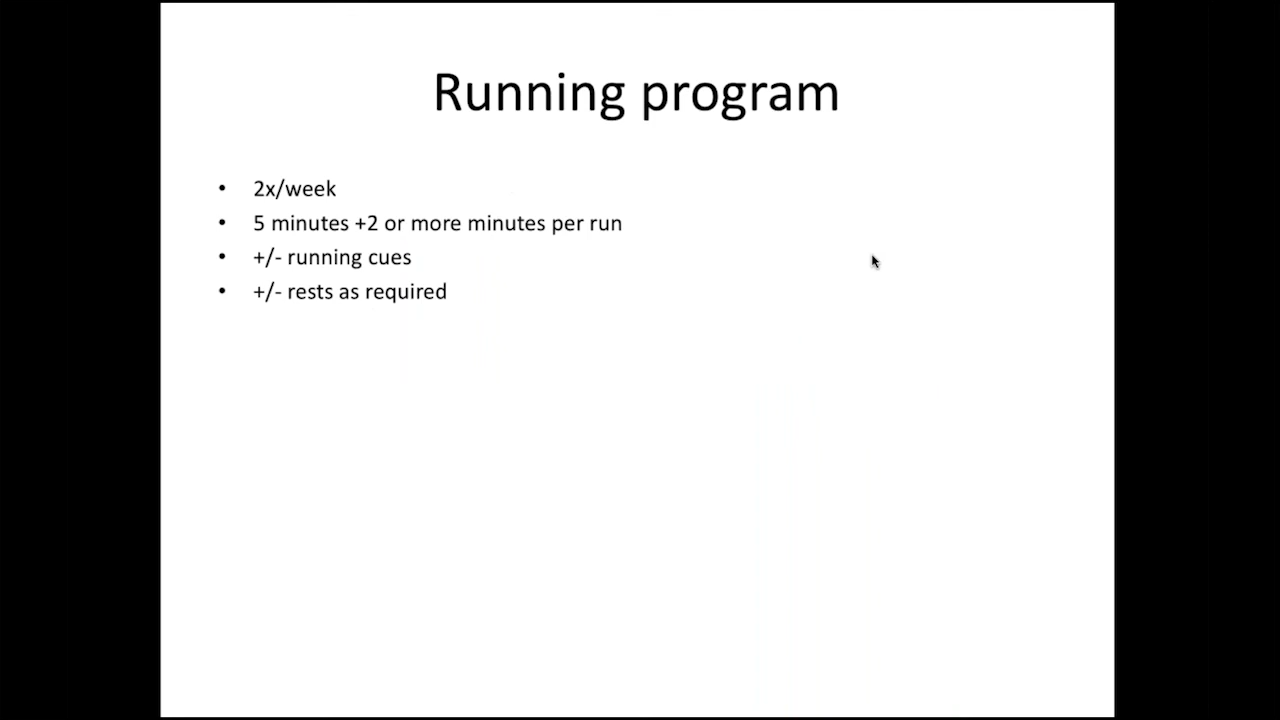 Running program
• 2x/week
• 5 minutes +2 or more minutes per run
• +/- running cues
• +/- rests as required